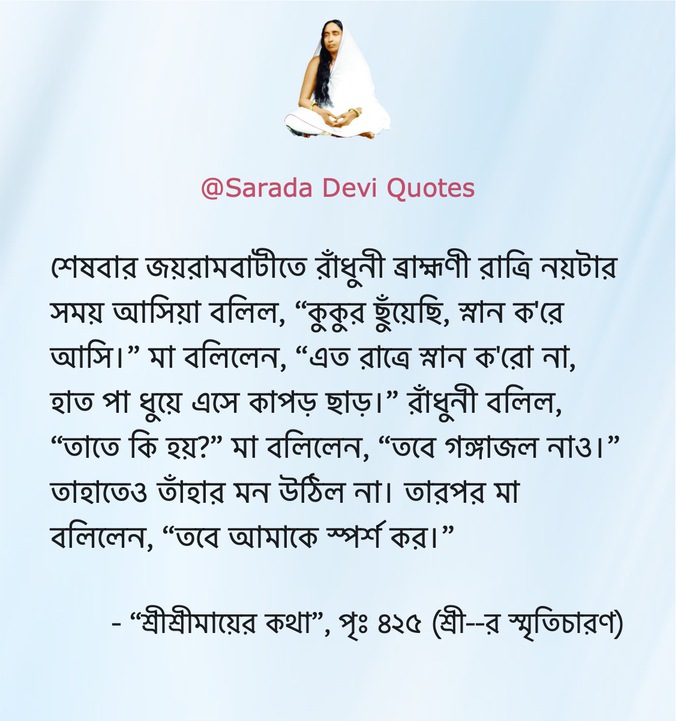 @Sarada Devi Quotes
শেষবার জয়রামবাটীতে রাঁধুনী ব্রাহ্মণী রাত্রি নয়টার
সময় আসিয়া বলিল, “কুকুর ছুঁয়েছি, স্নান ক'রে
আসি।” মা বলিলেন, “এত রাত্রে স্নান ক'রো না,
হাত পা ধুয়ে এসে কাপড় ছাড়।” রাঁধুনী বলিল,
“তাতে কি হয়?” মা বলিলেন, “তবে গঙ্গাজল নাও।”
তাহাতেও তাঁহার মন উঠিল না। তারপর মা
বলিলেন, “তবে আমাকে স্পর্শ কর।”
- “শ্রীশ্রীমায়ের কথা”, পৃঃ ৪২৫ (শ্রী--র স্মৃতিচারণ)